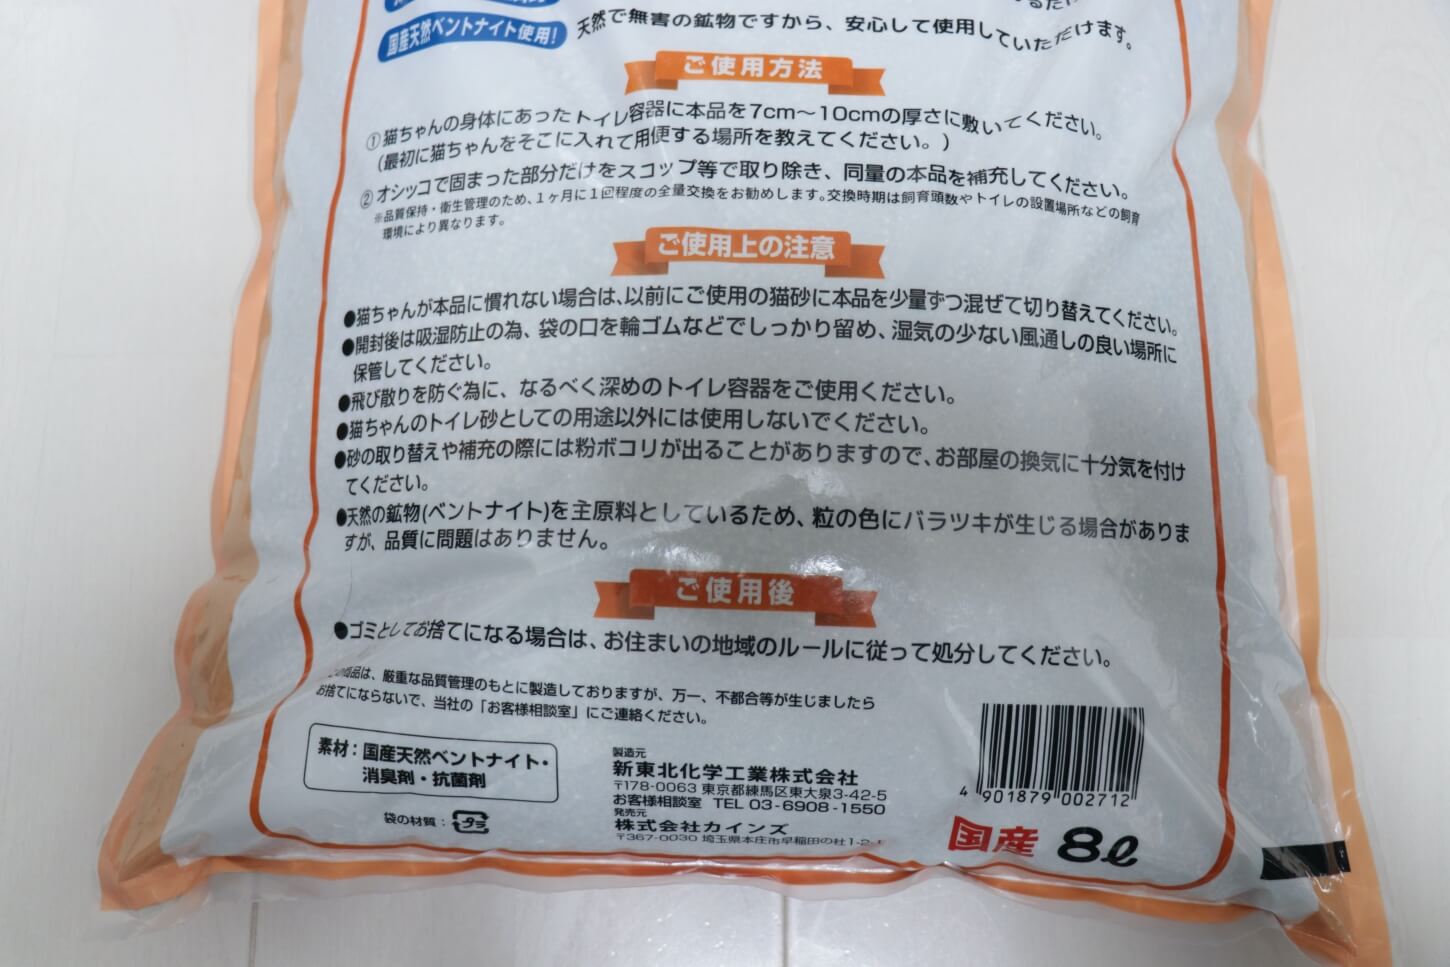 国産天然ベントナイト使用!
天然で無害の鉱物ですから、安心して使用していただけます。
ご使用方法
①猫ちゃんの身体にあったトイレ容器に本品を7cm～10cmの厚さに敷いてください。
(最初に猫ちゃんをそこに入れて用便する場所を教えてください。)
②オシッコで固まった部分だけをスコップ等で取り除き、同量の本品を補充してください。
※品質保持・衛生管理のため、1ヶ月に1回程度の全量交換をお勧めします。交換時期は飼育頭数やトイレの設置場所などの飼育
環境により異なります。
ご使用上の注意
●猫ちゃんが本品に慣れない場合は、以前にご使用の猫砂に本品を少量ずつ混ぜて切り替えてください。
●開封後は吸湿防止の為、袋の口を輪ゴムなどでしっかり留め、湿気の少ない風通しの良い場所に
保管してください。
●飛び散りを防ぐ為に、なるべく深めのトイレ容器をご使用ください。
●猫ちゃんのトイレ砂としての用途以外には使用しないでください。
●砂の取り替えや補充の際には粉ボコリが出ることがありますので、お部屋の換気に十分気を付け
てください。
●天然の鉱物(ベントナイト)を主原料としているため、粒の色にバラツキが生じる場合がありま
すが、品質に問題はありません。
ご使用後
●ゴミとしてお捨てになる場合は、お住まいの地域のルールに従って処分してください。
この商品は、厳重な品質管理のもとに製造しておりますが、万一、不都合等が生じましたら
お捨てにならないで、当社の「お客様相談室」にご連絡ください。
素材：国産天然ベントナイト・
消臭剤・抗菌剤
袋の材質：プラ
製造元
新東北化学工業株式会社
〒178-0063 東京都練馬区東大泉3-42-5
お客様相談室 TEL 03-6908-1550
発売元
株式会社カインズ
〒367-0030 埼玉県本庄市早稲田の杜1-2-1
4 901879 002712
国産 8ℓ